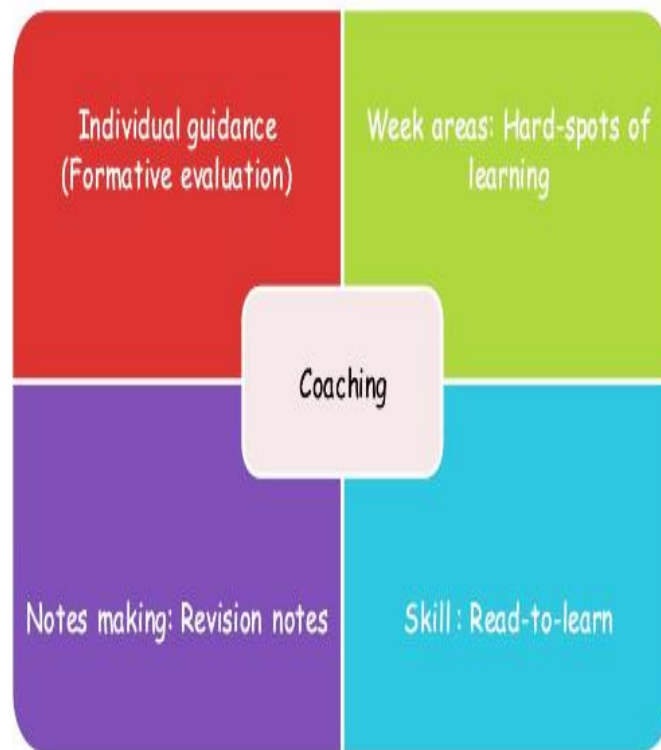 Individual guidance
(Formative evaluation)
Week areas: Hard-spots of
learning
Coaching
Notes making: Revision notes
Skill : Read-to-learn